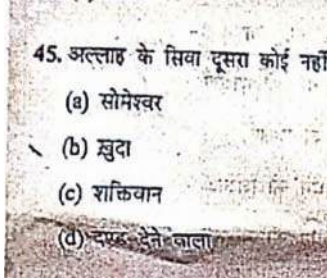 45. अल्लाह के सिवा दूसरा कोई नहीं
(a) सोमेश्वर
(b) ख़ुदा
(c) शक्तिवान
(d) दण्ड देने वाला